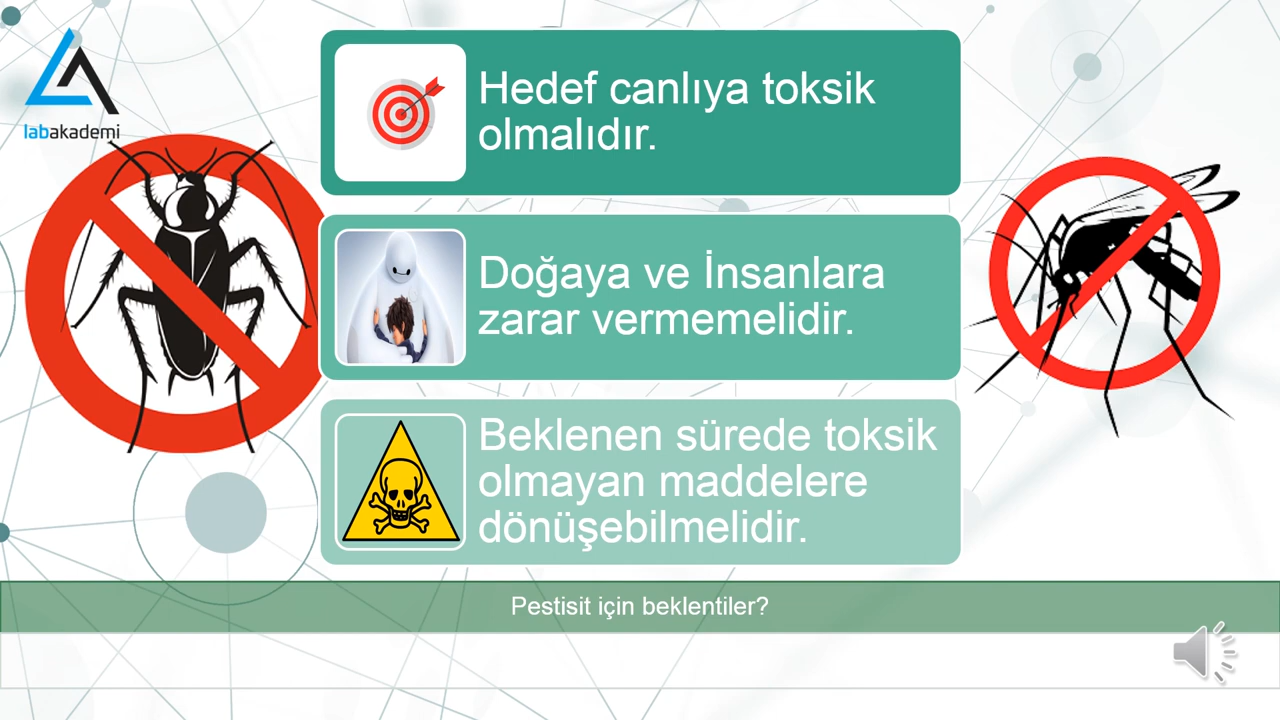 labakademi
Hedef canlıya toksik
olmalıdır.
Doğaya ve İnsanlara
zarar vermemelidir.
Beklenen sürede toksik
olmayan maddelere
dönüşebilmelidir.
Pestisit için beklentiler?